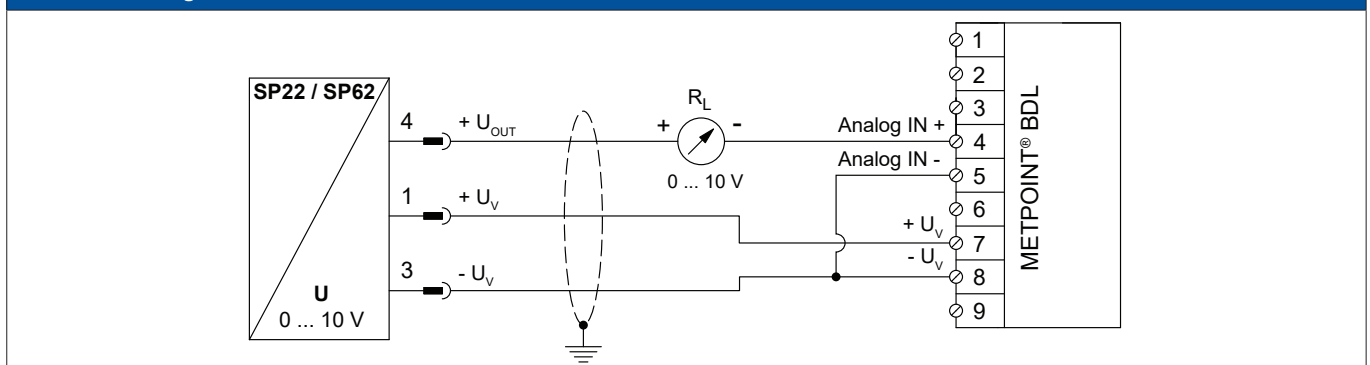 SP22 / SP62
U
0 ... 10 V
4
+ U_OUT
1
+ U_V
3
- U_V
R_L
+
-
0 ... 10 V
Analog IN +
Analog IN -
+ U_V
- U_V
1
2
3
4
5
6
7
8
9
METPOINT® BDL